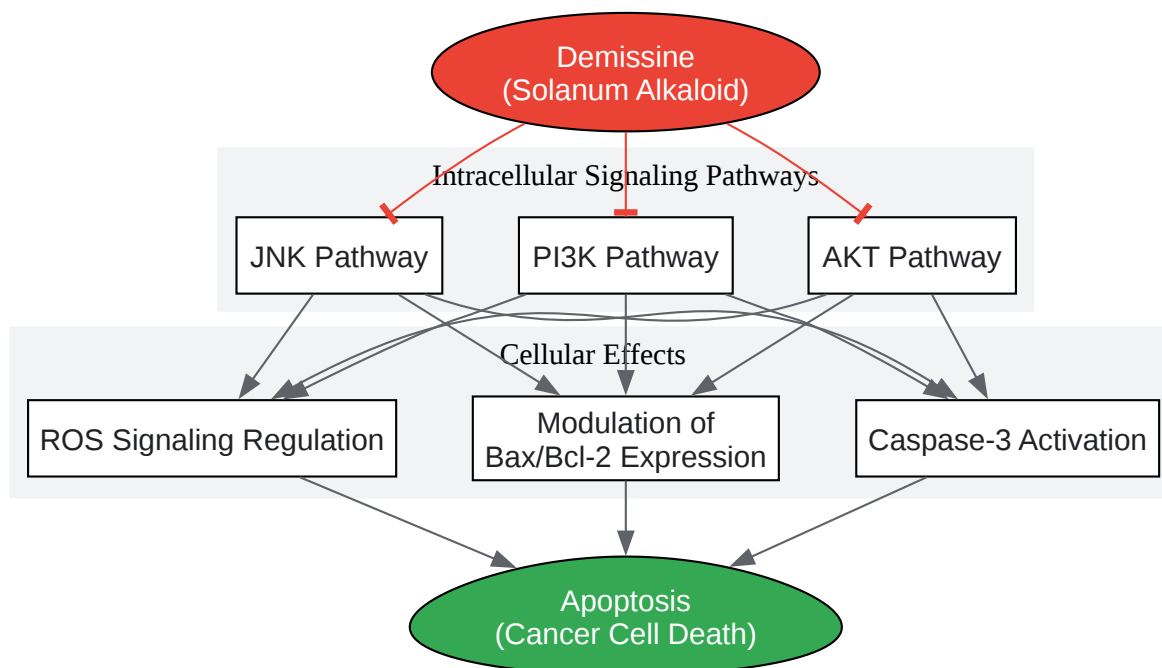 Demissine
(Solanum Alkaloid)
Intracellular Signaling Pathways
JNK Pathway
PI3K Pathway
AKT Pathway
Cellular Effects
ROS Signaling Regulation
Modulation of
Bax/Bcl-2 Expression
Caspase-3 Activation
Apoptosis
(Cancer Cell Death)